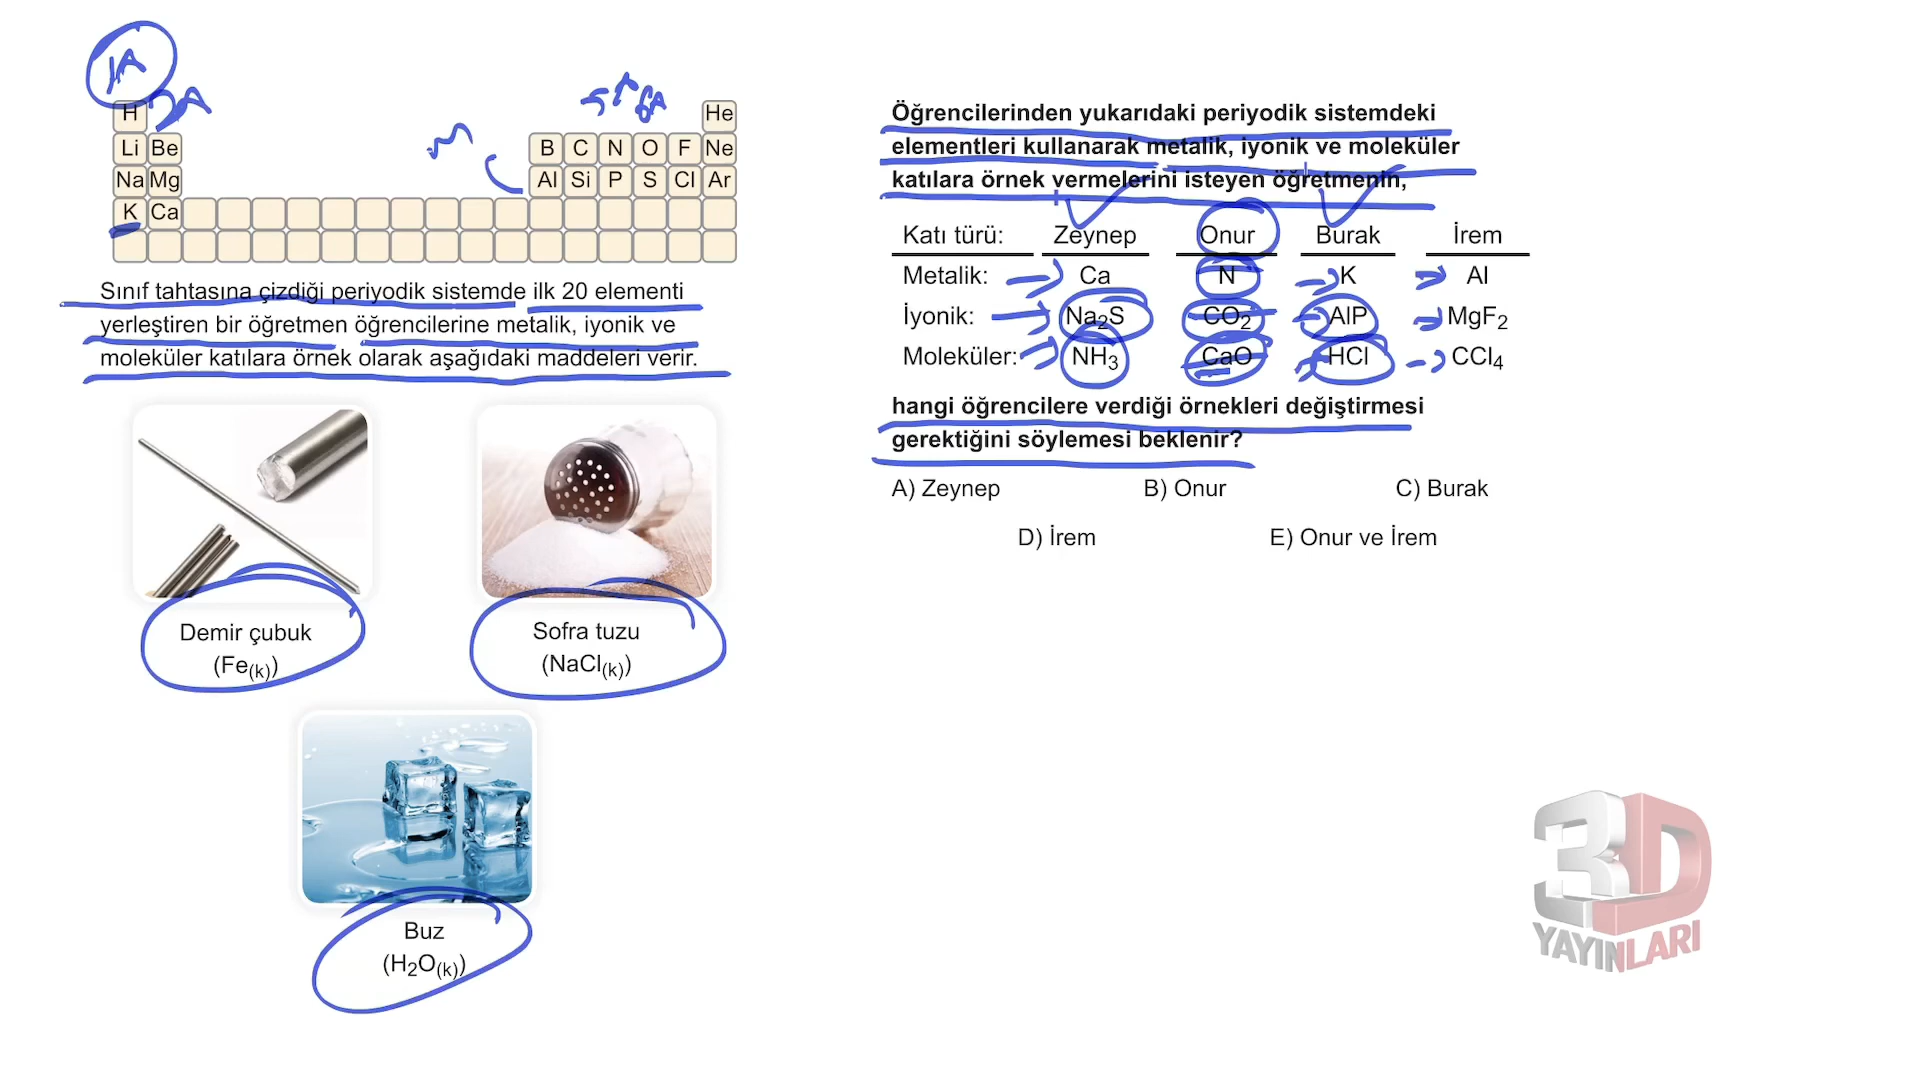 1A
2A
5A 6A
H He
Li Be B C N O F Ne
Na Mg Al Si P S Cl Ar
K Ca
Sınıf tahtasına çizdiği periyodik sistemde ilk 20 elementi
yerleştiren bir öğretmen öğrencilerine metalik, iyonik ve
moleküler katılara örnek olarak aşağıdaki maddeleri verir.
Demir çubuk
(Fe(k))
Sofra tuzu
(NaCl(k))
Buz
(H2O(k))
Öğrencilerinden yukarıdaki periyodik sistemdeki
elementleri kullanarak metalik, iyonik ve moleküler
katılara örnek vermelerini isteyen öğretmenin,
Katı türü: Zeynep Onur Burak İrem
Metalik: Ca N K Al
İyonik: Na2S CO2 AlP MgF2
Moleküler: NH3 CaO HCl CCl4
hangi öğrencilere verdiği örnekleri değiştirmesi
gerektiğini söylemesi beklenir?
A) Zeynep B) Onur C) Burak
D) İrem E) Onur ve İrem
3D
YAYINLARI